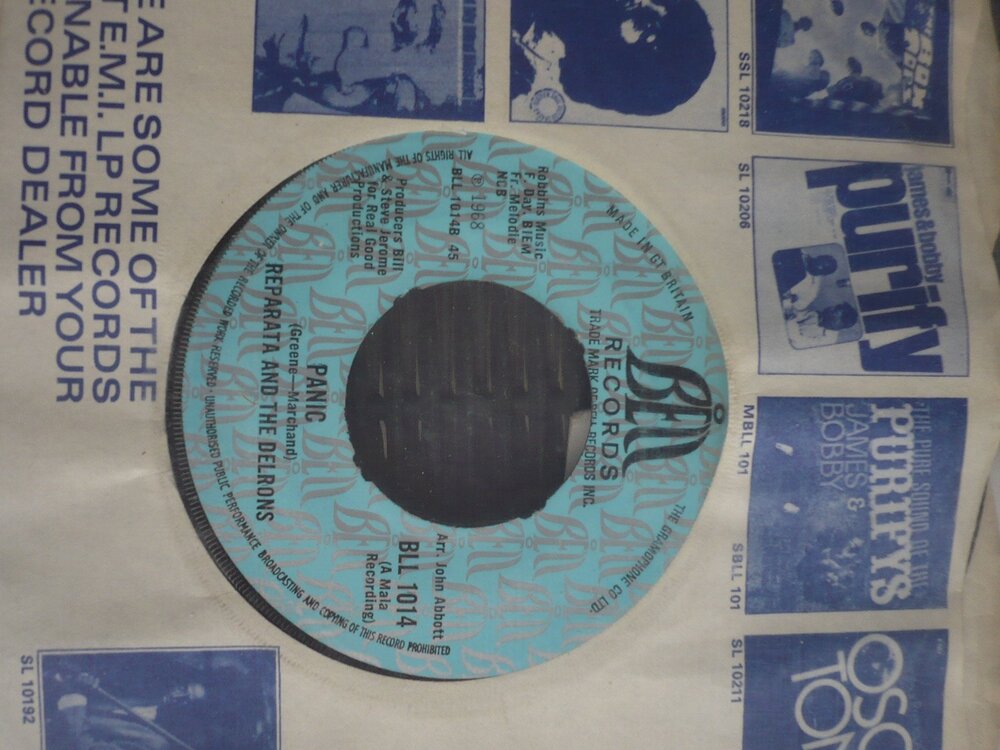 E ARE SOME OF THE
T E.M.I. LP RECORDS
NABLE FROM YOUR
ECORD DEALER
MADE IN GT BRITAIN
THE GRAMOPHONE CO LTD.
BELL
RECORDS
TRADE MARK OF BELL RECORDS INC.
Robbins Music
F. Day, BIEM
Fr. Melodie
NCB
℗ 1968
BLL 1014B 45
Producers Bill
& Steve Jerome
for Real Good
Productions
Arr. John Abbott
BLL 1014
(A Mala
Recording)
PANIC
(Greene—Marchand)
REPARATA AND THE DELRONS
ALL RIGHTS OF THE MANUFACTURER AND OF THE OWNER OF THE RECORDED WORK RESERVED · UNAUTHORISED PUBLIC PERFORMANCE BROADCASTING AND COPYING OF THIS RECORD PROHIBITED
SSL 10218
james & bobby
purify
SL 10206
THE PURE SOUND OF THE
PURIFYS
JAMES &
BOBBY
MBLL 101
SBLL 101
OSC
TON
SL 10211
SL 10192